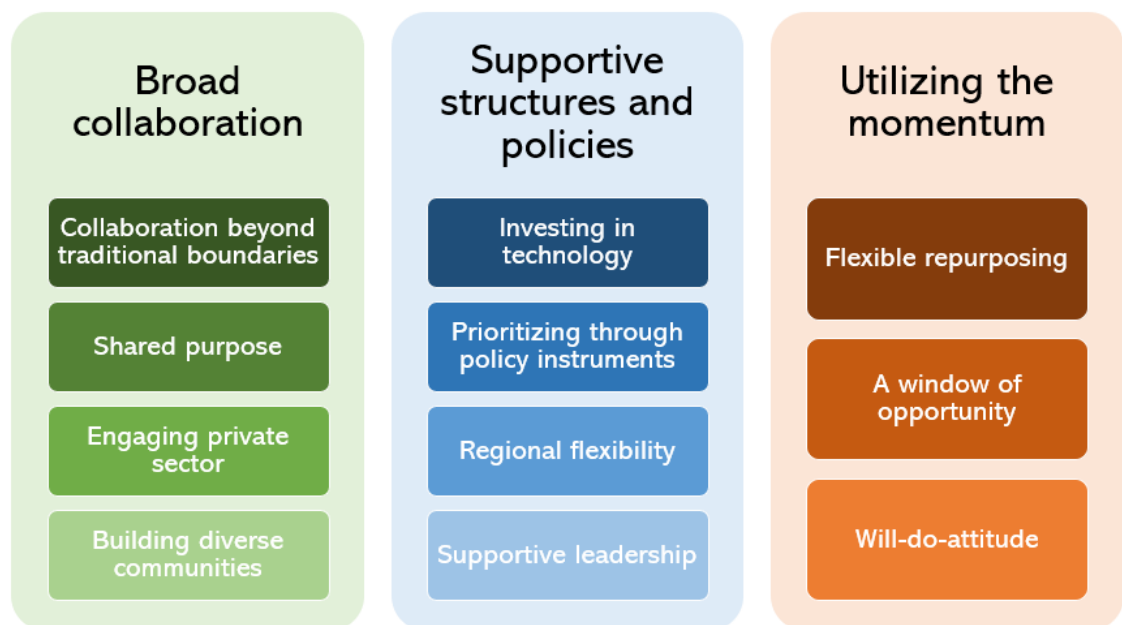 Broad
collaboration
Collaboration beyond
traditional boundaries
Shared purpose
Engaging private
sector
Building diverse
communities
Supportive
structures and
policies
Investing in
technology
Prioritizing through
policy instruments
Regional flexibility
Supportive leadership
Utilizing the
momentum
Flexible repurposing
A window of
opportunity
Will-do-attitude